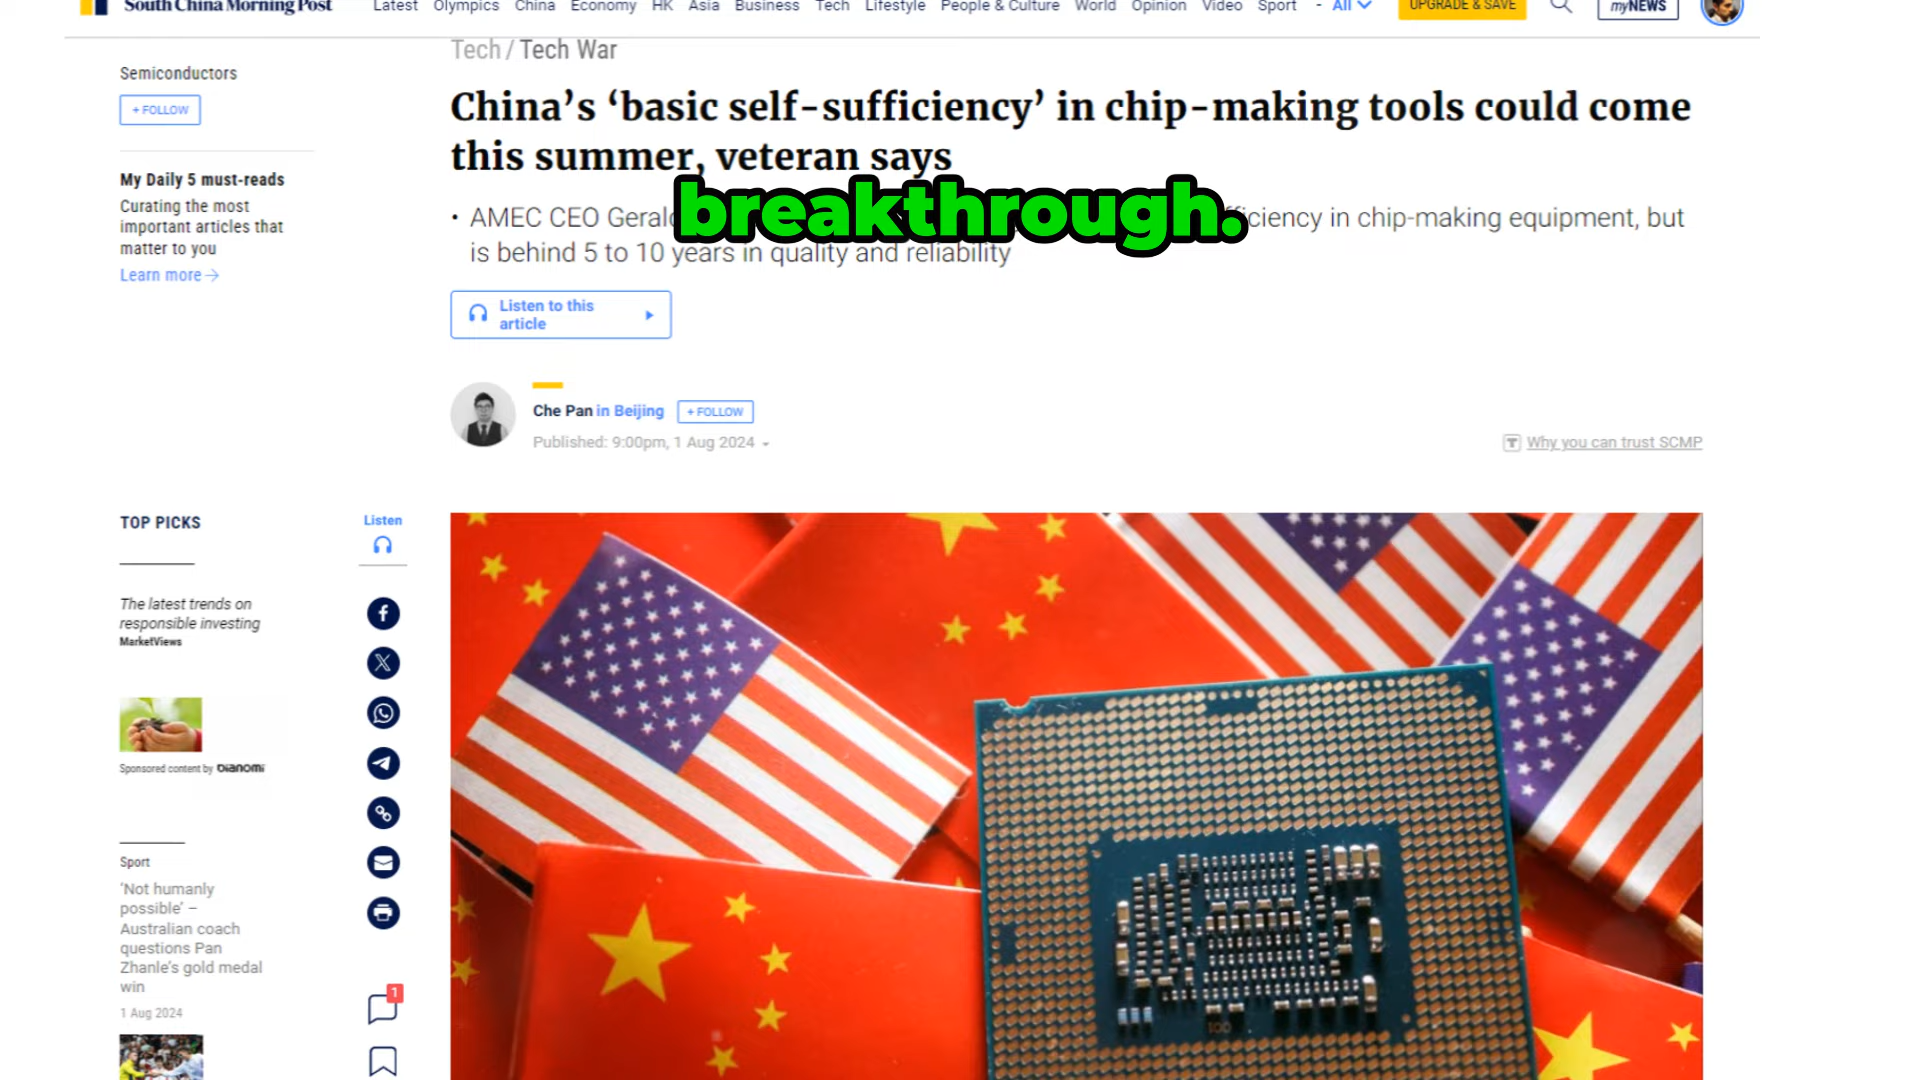 South China Morning Post
Latest Olympics China Economy HK Asia Business Tech Lifestyle People & Culture World Opinion Video Sport - All
UPGRADE & SAVE
myNEWS
Tech / Tech War
Semiconductors
+ FOLLOW
China’s ‘basic self-sufficiency’ in chip-making tools could come
this summer, veteran says
My Daily 5 must-reads
Curating the most
important articles that
matter to you
Learn more
breakthrough.
• AMEC CEO Geral ficiency in chip-making equipment, but
is behind 5 to 10 years in quality and reliability
Listen to this
article
Che Pan in Beijing
+ FOLLOW
Published: 9:00pm, 1 Aug 2024
Why you can trust SCMP
TOP PICKS
Listen
The latest trends on
responsible investing
MarketViews
Sponsored content by Dianomi
Sport
‘Not humanly
possible’ –
Australian coach
questions Pan
Zhanle’s gold medal
win
1 Aug 2024
1